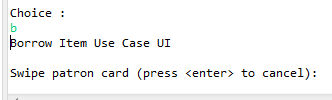 Choice :
b
Borrow Item Use Case UI
Swipe patron card (press <enter> to cancel):